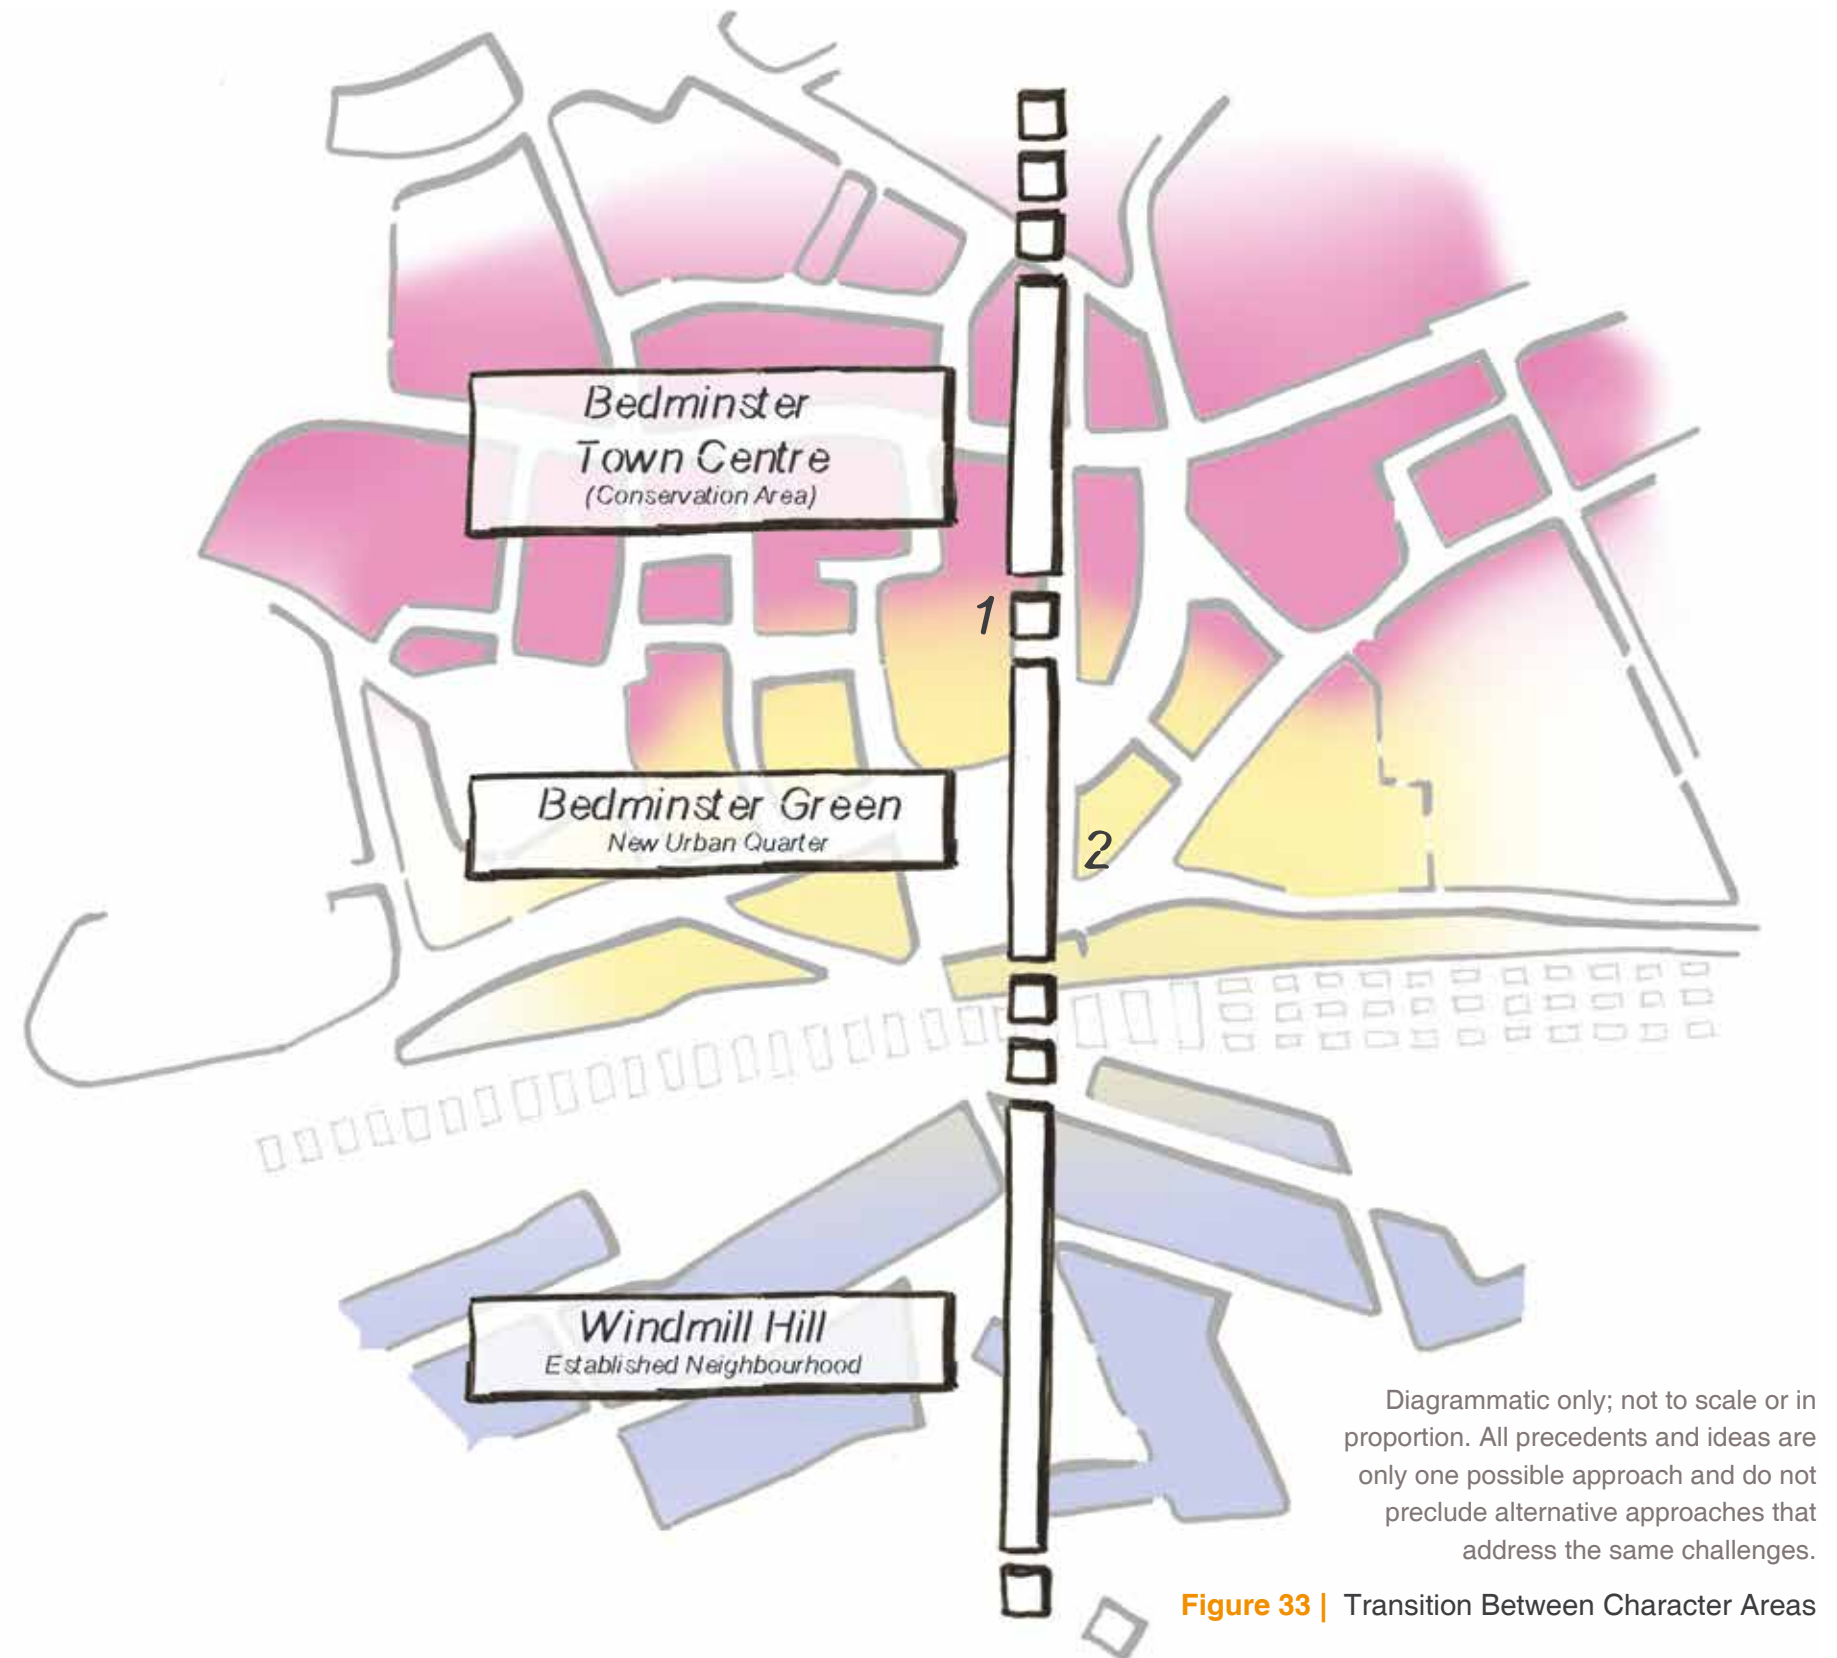 Bedminster
Town Centre
(Conservation Area)
1
Bedminster Green
New Urban Quarter
2
Windmill Hill
Established Neighbourhood
Diagrammatic only; not to scale or in
proportion. All precedents and ideas are
only one possible approach and do not
preclude alternative approaches that
address the same challenges.
Figure 33 | Transition Between Character Areas